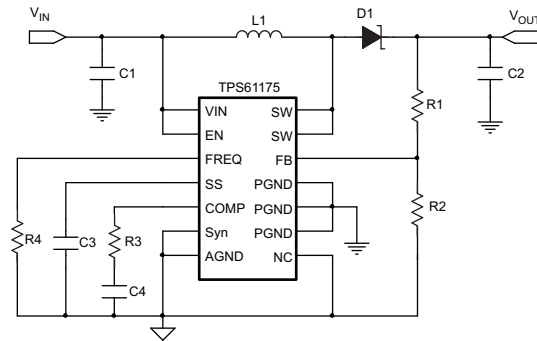 VIN
L1
D1
VOUT
C1
C2
TPS61175
VIN
SW
EN
SW
R1
FREQ
FB
SS
PGND
COMP
PGND
R2
R4
C3
R3
Syn
PGND
AGND
NC
C4